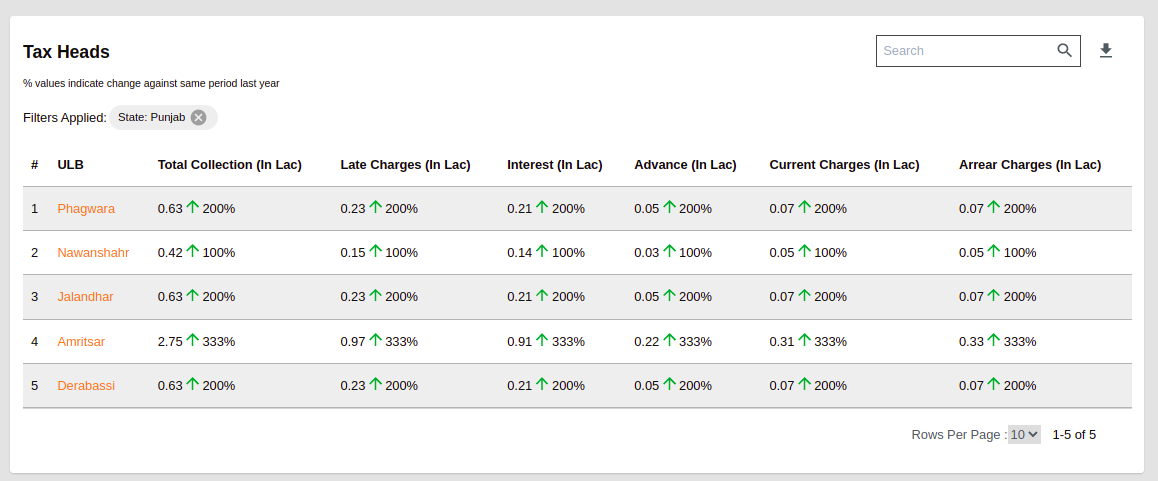 Tax Heads
Search
% values indicate change against same period last year
Filters Applied: State: Punjab
# ULB Total Collection (In Lac) Late Charges (In Lac) Interest (In Lac) Advance (In Lac) Current Charges (In Lac) Arrear Charges (In Lac)
1 Phagwara 0.63 ↑ 200% 0.23 ↑ 200% 0.21 ↑ 200% 0.05 ↑ 200% 0.07 ↑ 200% 0.07 ↑ 200%
2 Nawanshahr 0.42 ↑ 100% 0.15 ↑ 100% 0.14 ↑ 100% 0.03 ↑ 100% 0.05 ↑ 100% 0.05 ↑ 100%
3 Jalandhar 0.63 ↑ 200% 0.23 ↑ 200% 0.21 ↑ 200% 0.05 ↑ 200% 0.07 ↑ 200% 0.07 ↑ 200%
4 Amritsar 2.75 ↑ 333% 0.97 ↑ 333% 0.91 ↑ 333% 0.22 ↑ 333% 0.31 ↑ 333% 0.33 ↑ 333%
5 Derabassi 0.63 ↑ 200% 0.23 ↑ 200% 0.21 ↑ 200% 0.05 ↑ 200% 0.07 ↑ 200% 0.07 ↑ 200%
Rows Per Page : 10 1-5 of 5